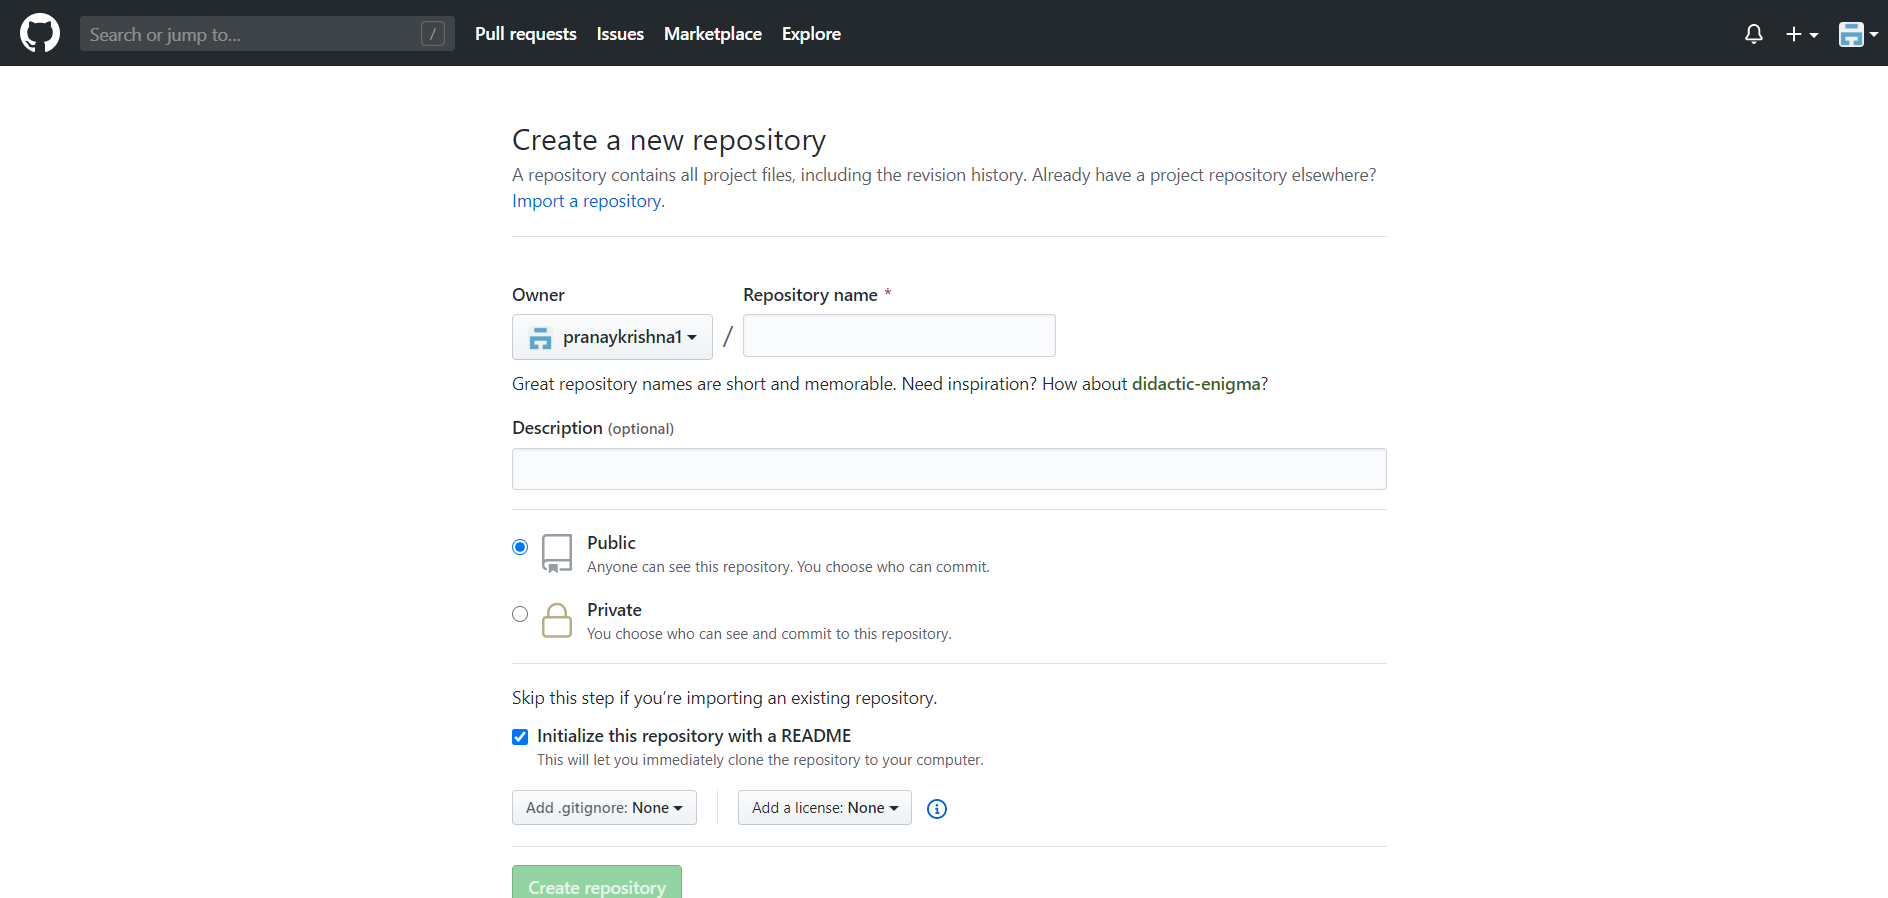 Search or jump to... / Pull requests Issues Marketplace Explore
Create a new repository
A repository contains all project files, including the revision history. Already have a project repository elsewhere?
Import a repository.
Owner Repository name *
pranaykrishna1 /
Great repository names are short and memorable. Need inspiration? How about didactic-enigma?
Description (optional)
Public
Anyone can see this repository. You choose who can commit.
Private
You choose who can see and commit to this repository.
Skip this step if you’re importing an existing repository.
Initialize this repository with a README
This will let you immediately clone the repository to your computer.
Add .gitignore: None Add a license: None
Create repository